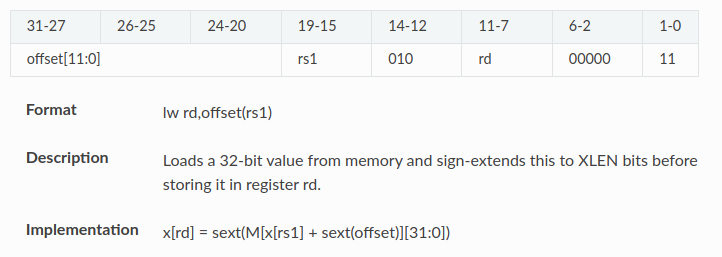 31-27 26-25 24-20 19-15 14-12 11-7 6-2 1-0
offset[11:0] rs1 010 rd 00000 11
Format lw rd,offset(rs1)
Description Loads a 32-bit value from memory and sign-extends this to XLEN bits before
storing it in register rd.
Implementation x[rd] = sext(M[x[rs1] + sext(offset)][31:0])